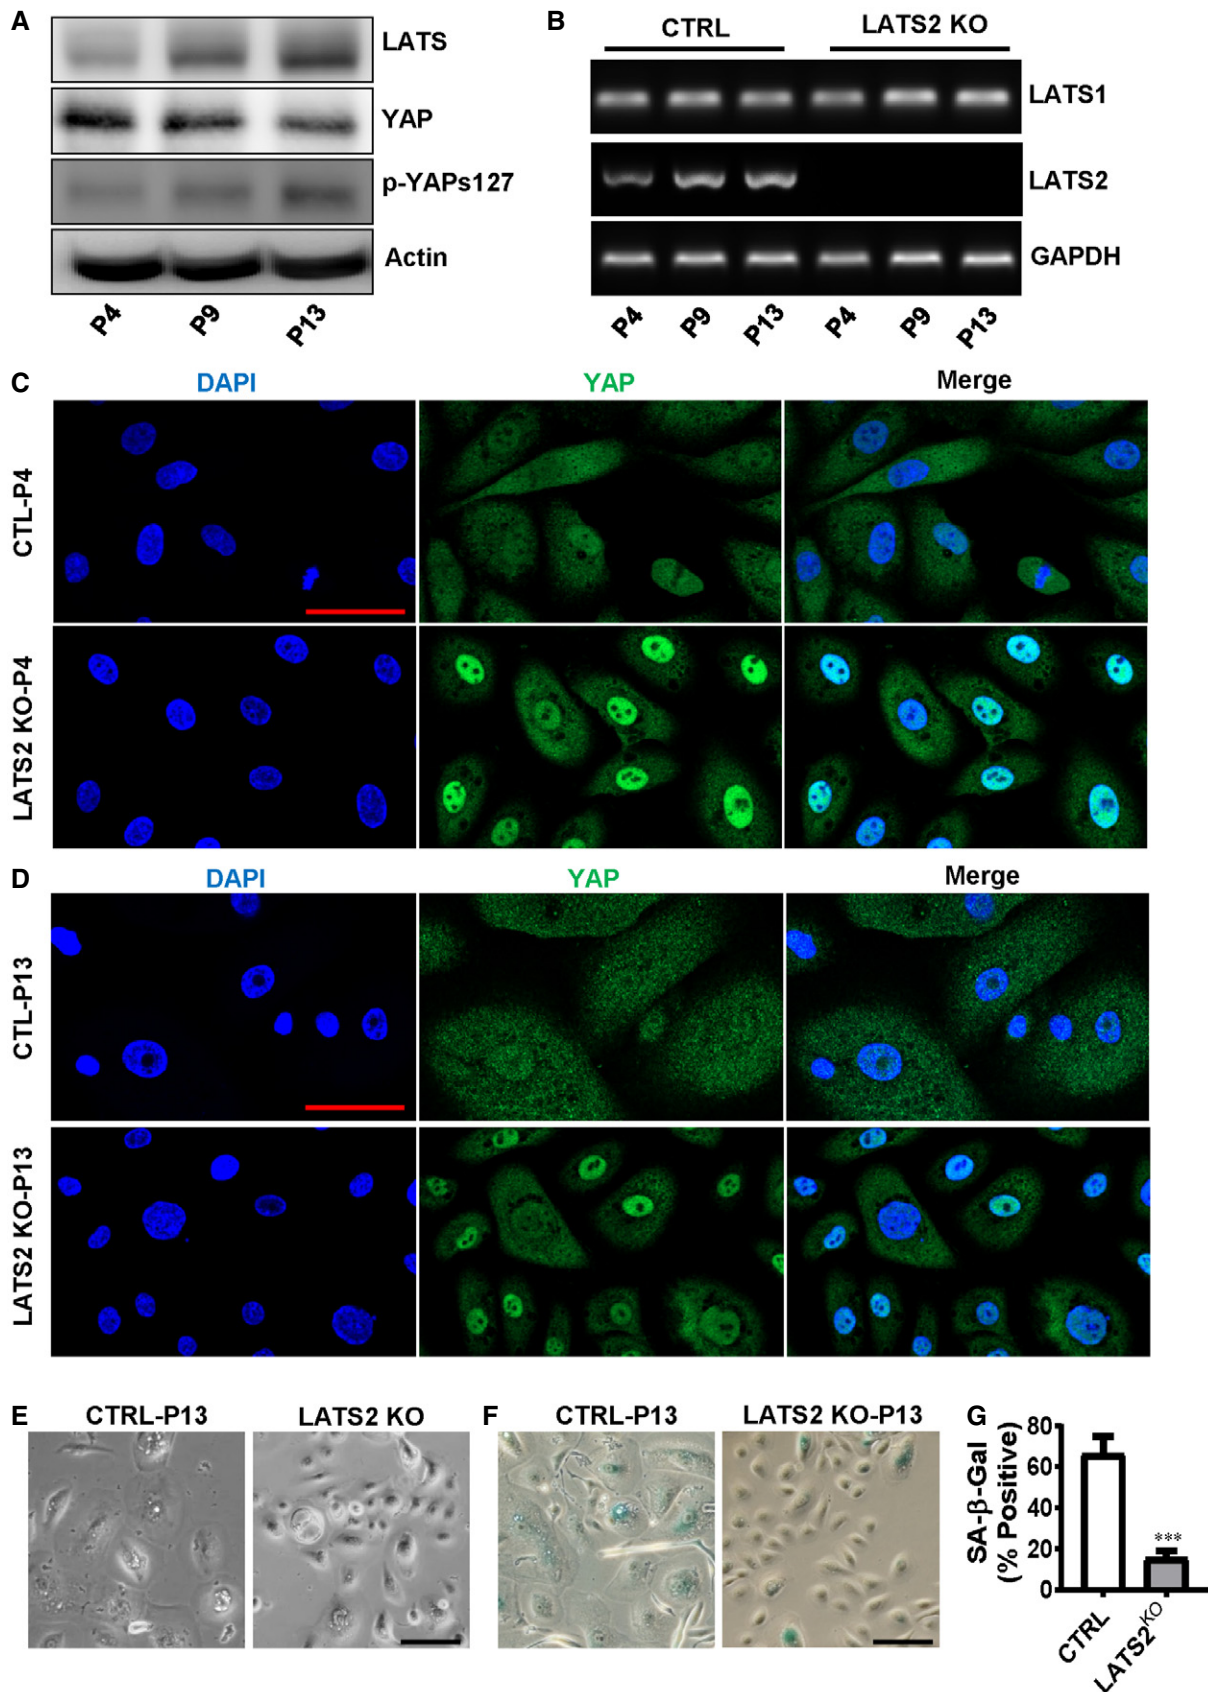 A
LATS
YAP
p-YAPs127
Actin
P4 P9 P13
B
CTRL LATS2 KO
LATS1
LATS2
GAPDH
P4 P9 P13 P4 P9 P13
C
DAPI YAP Merge
CTL-P4
LATS2 KO-P4
D
DAPI YAP Merge
CTL-P13
LATS2 KO-P13
E
CTRL-P13 LATS2 KO
F
CTRL-P13 LATS2 KO-P13
G
SA-β-Gal
(% Positive)
80
60
40
20
0
***
CTRL
LATS2KO